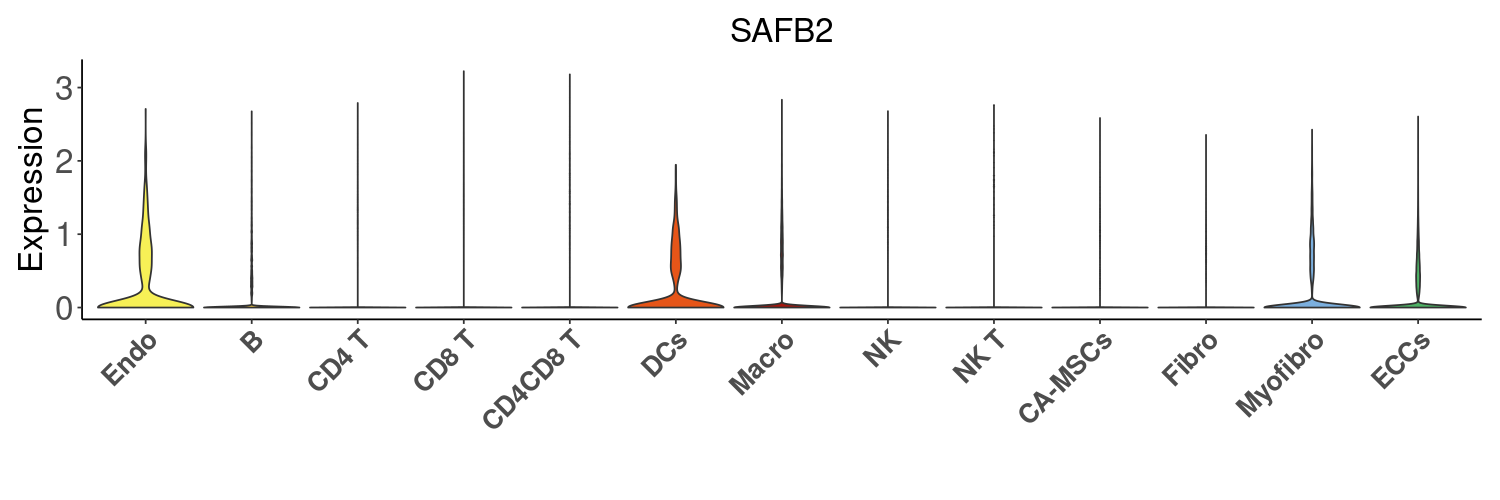 SAFB2
Expression
3
2
1
0
Endo
B
CD4 T
CD8 T
CD4CD8 T
DCs
Macro
NK
NK T
CA-MSCs
Fibro
Myofibro
ECCs